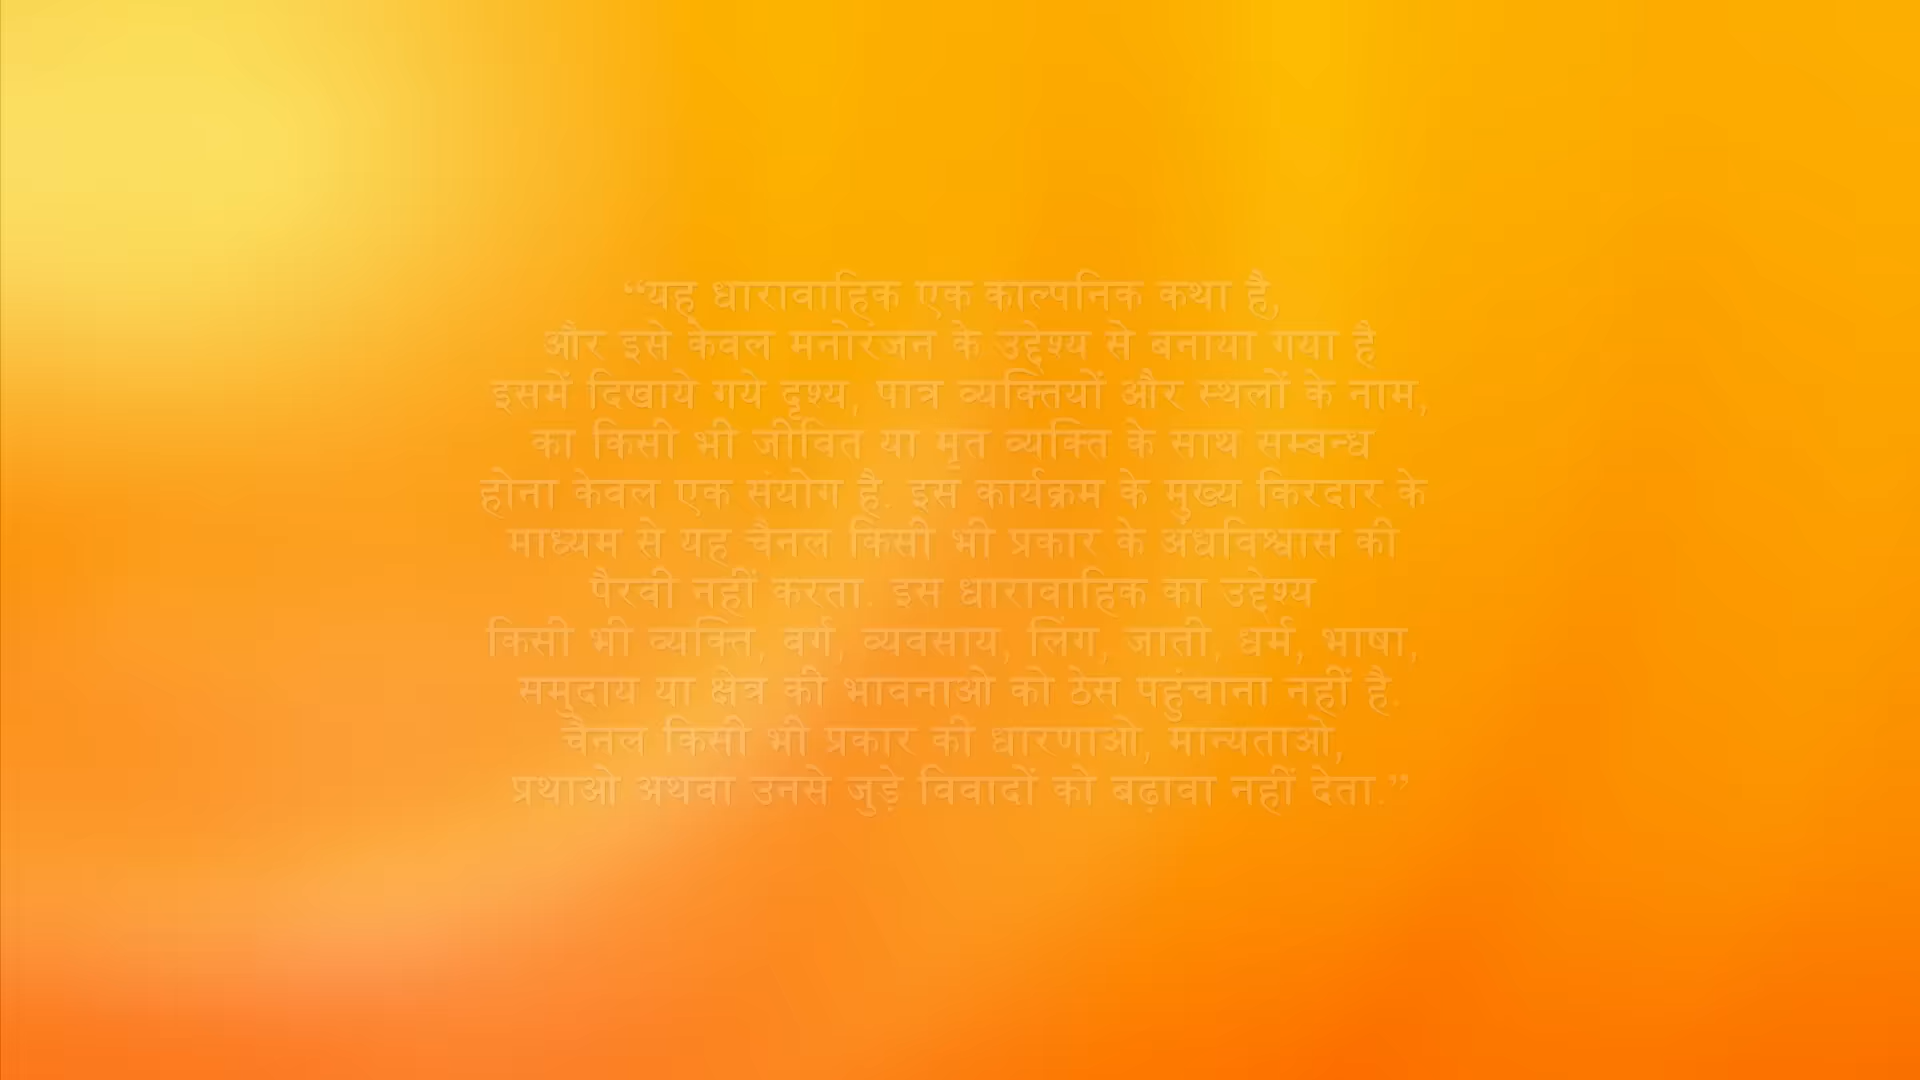 “यह धारावाहिक एक काल्पनिक कथा है,
और इसे केवल मनोरंजन के उद्देश्य से बनाया गया है
इसमें दिखाये गये दृश्य, पात्र व्यक्तियों और स्थलों के नाम,
का किसी भी जीवित या मृत व्यक्ति के साथ सम्बन्ध
होना केवल एक संयोग है. इस कार्यक्रम के मुख्य किरदार के
माध्यम से यह चैनल किसी भी प्रकार के अंधविश्वास की
पैरवी नहीं करता. इस धारावाहिक का उद्देश्य
किसी भी व्यक्ति, वर्ग, व्यवसाय, लिंग, जाती, धर्म, भाषा,
समुदाय या क्षेत्र की भावनाओं को ठेस पहुंचाना नहीं है.
चैनल किसी भी प्रकार की धारणाओं, मान्यताओं,
प्रथाओं अथवा उनसे जुड़े विवादों को बढ़ावा नहीं देता.”